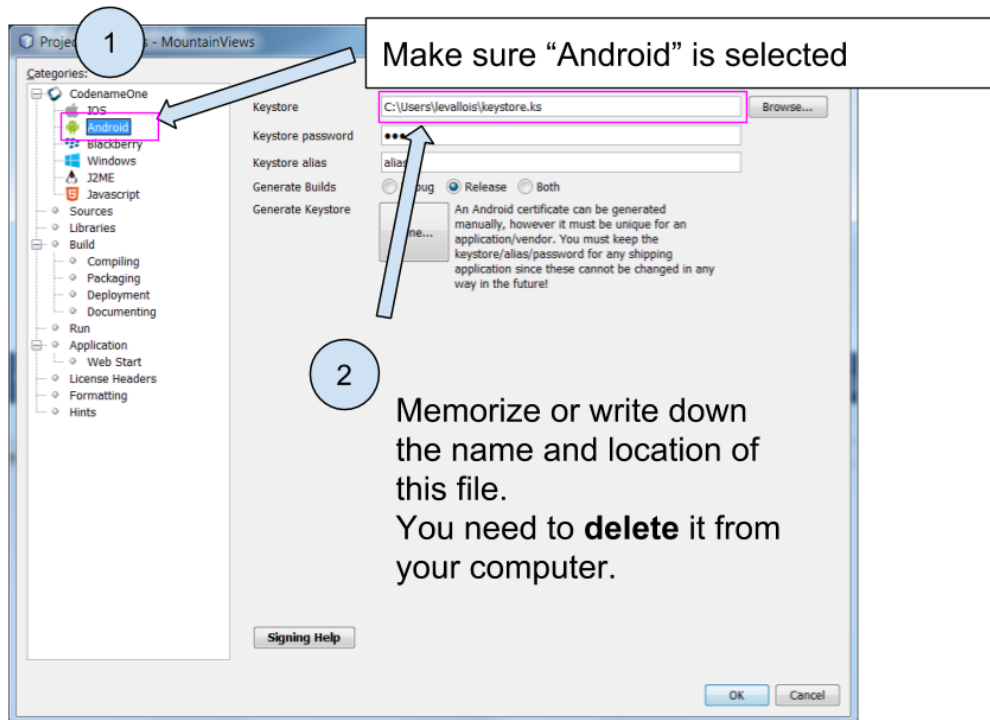 1
Projec s - MountainViews
Make sure “Android” is selected
Categories:
CodenameOne
IOS
Android
Blackberry
Windows
J2ME
Javascript
Sources
Libraries
Build
Compiling
Packaging
Deployment
Documenting
Run
Application
Web Start
License Headers
Formatting
Hints
Keystore
C:\Users\levallois\keystore.ks
Browse...
Keystore password
Keystore alias
alias
Generate Builds
Release
Both
Generate Keystore
An Android certificate can be generated
manually, however it must be unique for an
application/vendor. You must keep the
keystore/alias/password for any shipping
application since these cannot be changed in any
way in the future!
2
Memorize or write down
the name and location of
this file.
You need to delete it from
your computer.
Signing Help
OK
Cancel